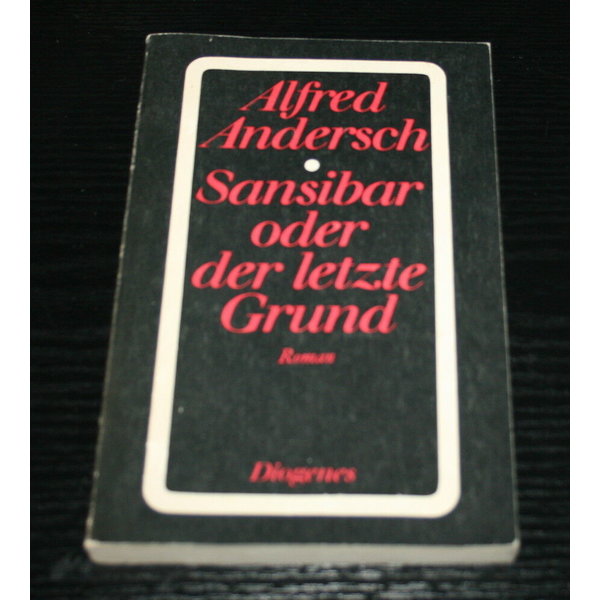 Alfred
Andersch
Sansibar
oder
der letzte
Grund
Roman
Diogenes